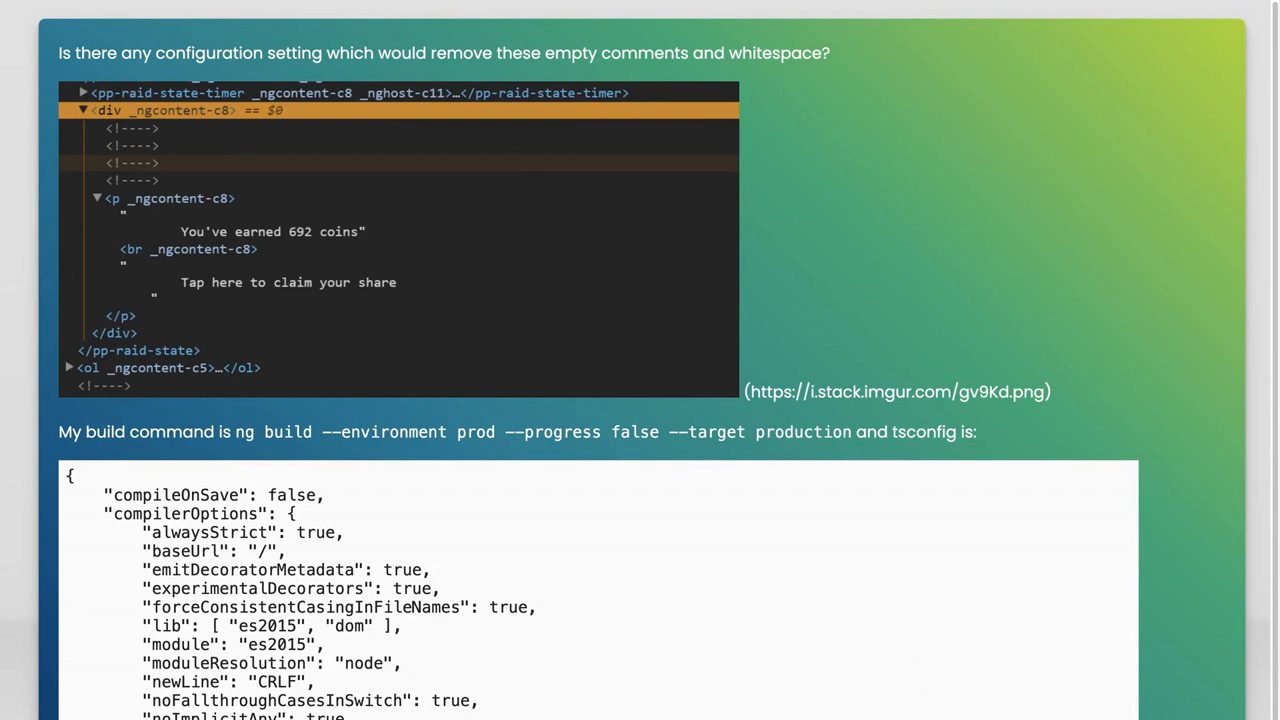 Is there any configuration setting which would remove these empty comments and whitespace?
▶<pp-raid-state-timer _ngcontent-c8 _nghost-c11>…</pp-raid-state-timer>
▼<div _ngcontent-c8> == $0
<!---->
<!---->
<!---->
<!---->
▼<p _ngcontent-c8>
"
You've earned 692 coins"
<br _ngcontent-c8>
"
Tap here to claim your share
"
</p>
</div>
</pp-raid-state>
▶<ol _ngcontent-c5>…</ol>
<!---->
(https://i.stack.imgur.com/gv9Kd.png)
My build command is ng build --environment prod --progress false --target production and tsconfig is:
{
"compileOnSave": false,
"compilerOptions": {
"alwaysStrict": true,
"baseUrl": "/",
"emitDecoratorMetadata": true,
"experimentalDecorators": true,
"forceConsistentCasingInFileNames": true,
"lib": [ "es2015", "dom" ],
"module": "es2015",
"moduleResolution": "node",
"newLine": "CRLF",
"noFallthroughCasesInSwitch": true,
"noImplicitAny": true